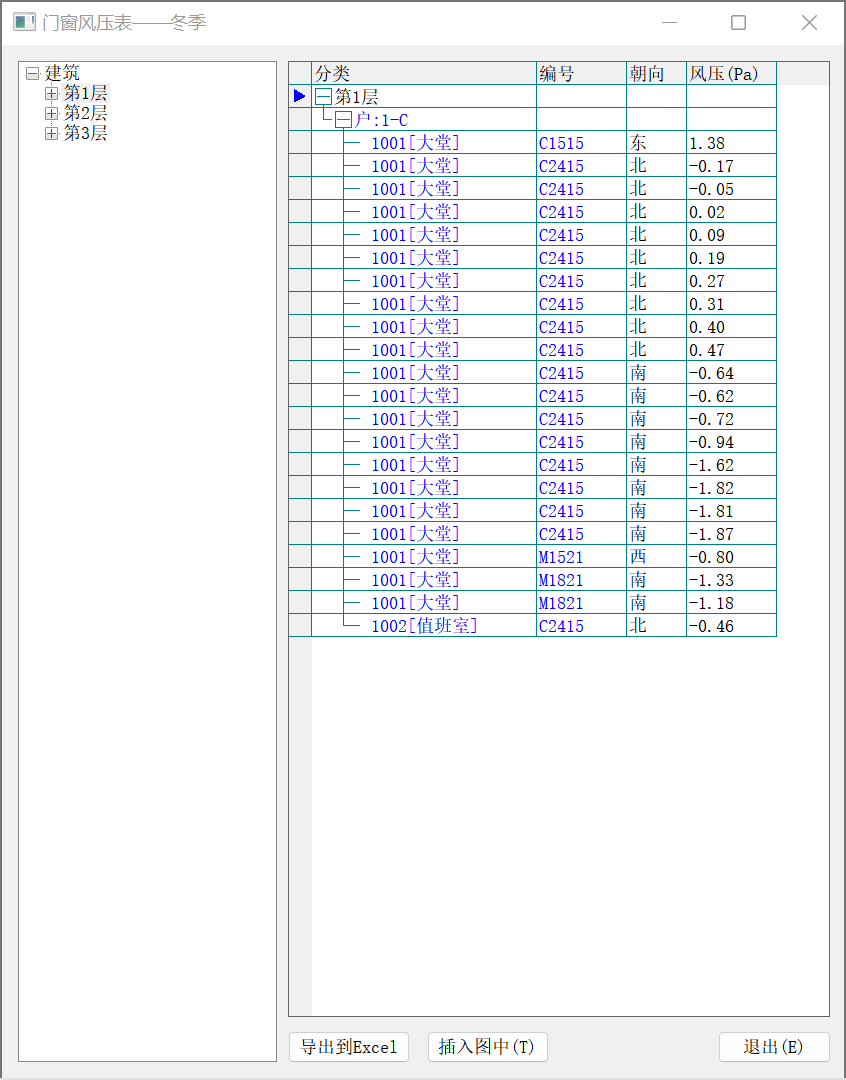 门窗风压表——冬季
建筑
第1层
第2层
第3层
分类 编号 朝向 风压(Pa)
第1层
户:1-C
1001[大堂] C1515 东 1.38
1001[大堂] C2415 北 -0.17
1001[大堂] C2415 北 -0.05
1001[大堂] C2415 北 0.02
1001[大堂] C2415 北 0.09
1001[大堂] C2415 北 0.19
1001[大堂] C2415 北 0.27
1001[大堂] C2415 北 0.31
1001[大堂] C2415 北 0.40
1001[大堂] C2415 北 0.47
1001[大堂] C2415 南 -0.64
1001[大堂] C2415 南 -0.62
1001[大堂] C2415 南 -0.72
1001[大堂] C2415 南 -0.94
1001[大堂] C2415 南 -1.62
1001[大堂] C2415 南 -1.82
1001[大堂] C2415 南 -1.81
1001[大堂] C2415 南 -1.87
1001[大堂] M1521 西 -0.80
1001[大堂] M1821 南 -1.33
1001[大堂] M1821 南 -1.18
1002[值班室] C2415 北 -0.46
导出到Excel 插入图中(T) 退出(E)